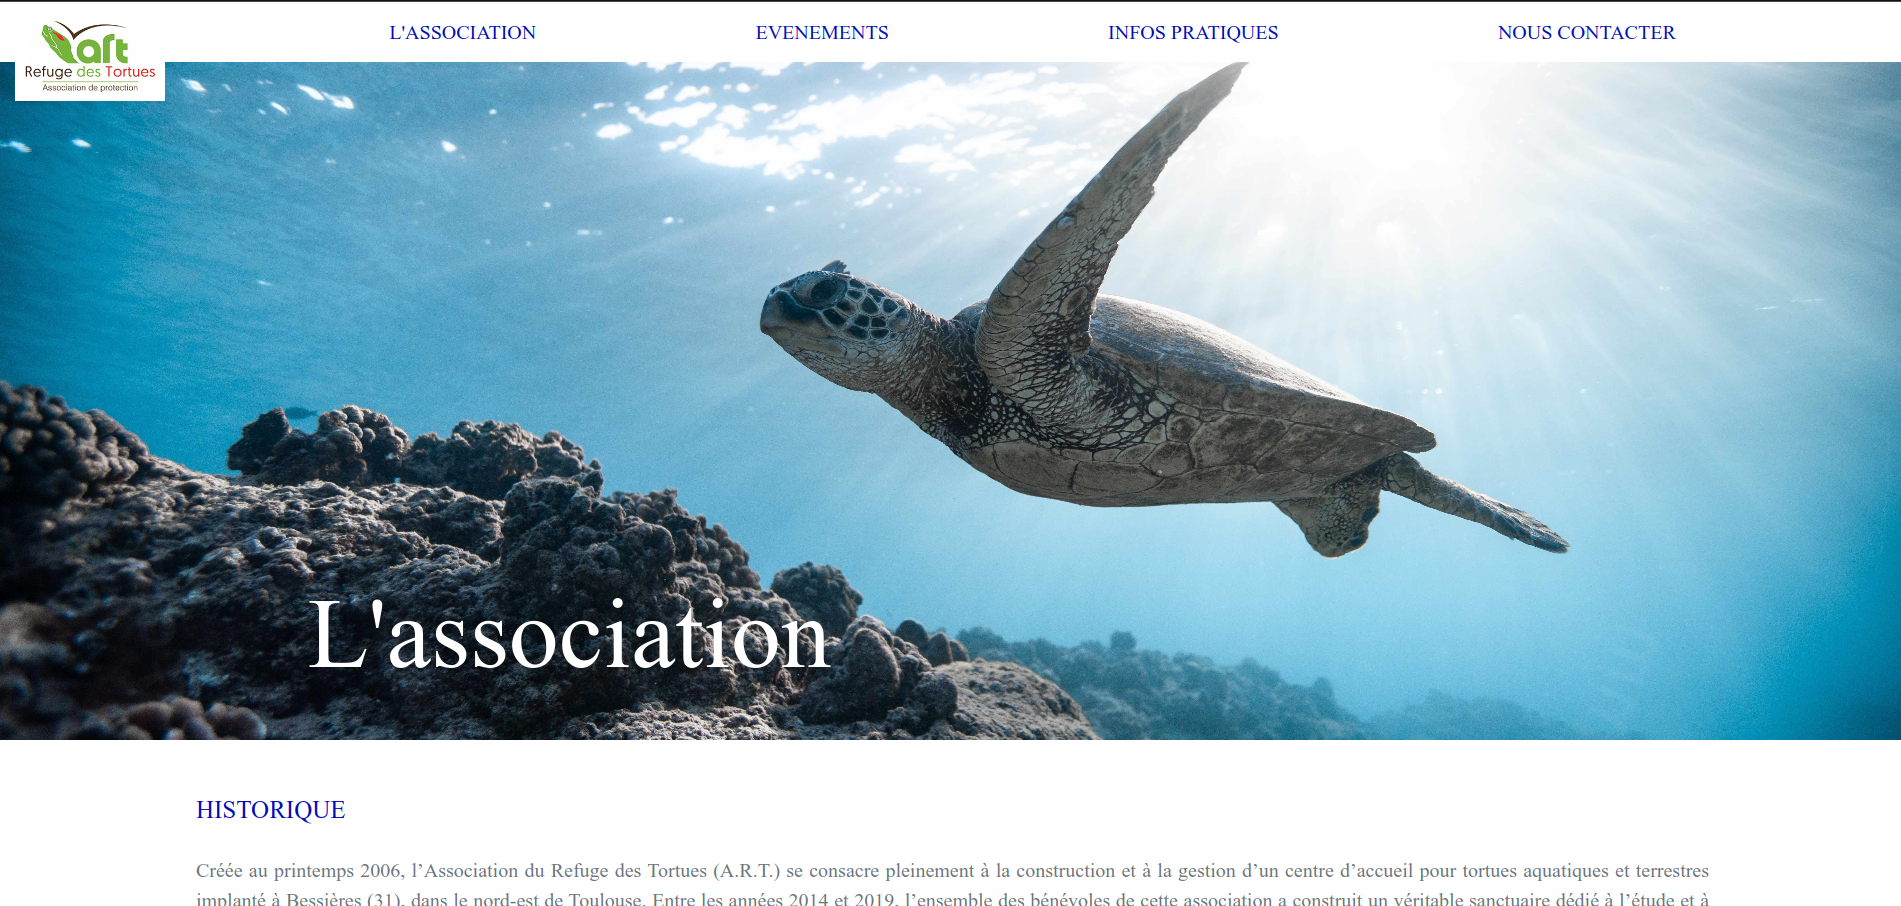 art
Refuge des Tortues
Association de protection
L'ASSOCIATION
EVENEMENTS
INFOS PRATIQUES
NOUS CONTACTER
L'association
HISTORIQUE
Créée au printemps 2006, l’Association du Refuge des Tortues (A.R.T.) se consacre pleinement à la construction et à la gestion d’un centre d’accueil pour tortues aquatiques et terrestres
implanté à Bessières (31), dans le nord-est de Toulouse. Entre les années 2014 et 2019, l’ensemble des bénévoles de cette association a construit un véritable sanctuaire dédié à l’étude et à